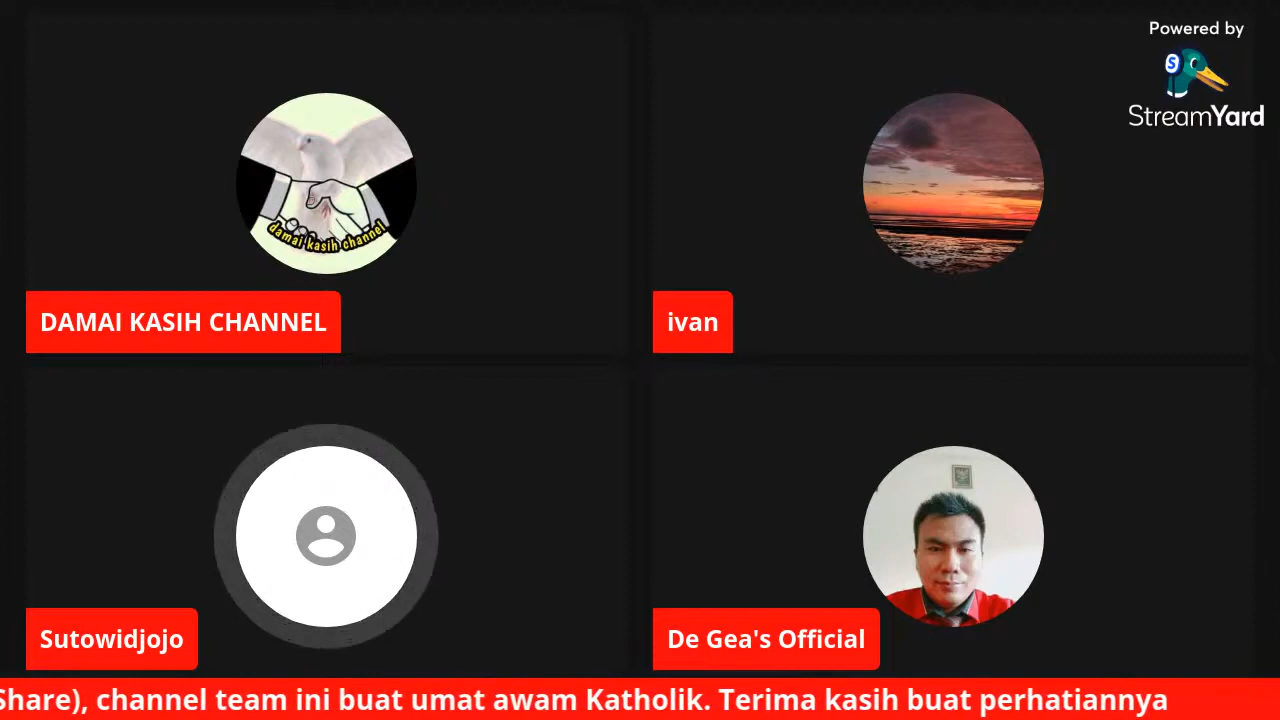 Powered by
StreamYard
damai kasih channel
DAMAI KASIH CHANNEL
ivan
Sutowidjojo
De Gea's Official
Share), channel team ini buat umat awam Katholik. Terima kasih buat perhatiannya